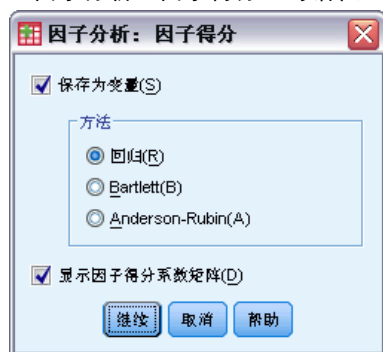 因子分析：因子得分
保存为变量(S)
方法
回归(R)
Bartlett(B)
Anderson-Rubin(A)
显示因子得分系数矩阵(D)
继续 取消 帮助